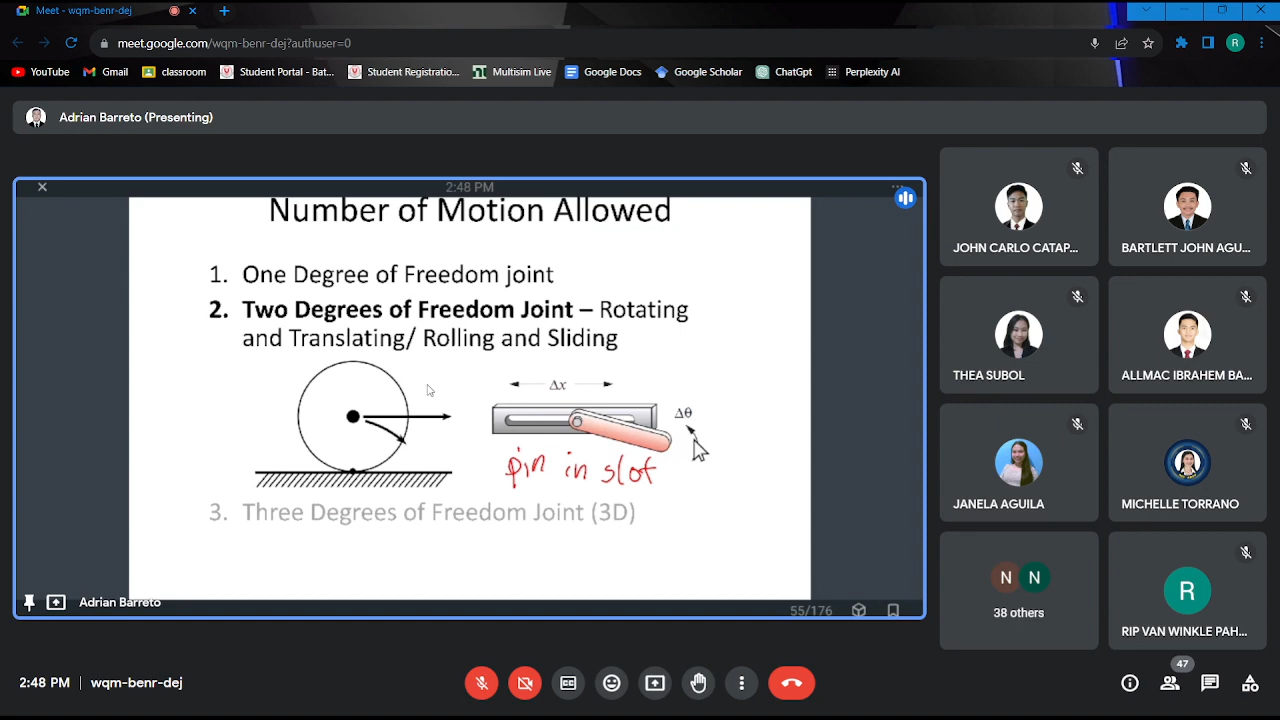 Meet - wqm-benr-dej
meet.google.com/wqm-benr-dej?authuser=0
R
YouTube
Gmail
classroom
Student Portal - Bat...
Student Registratio...
Multisim Live
Google Docs
Google Scholar
ChatGpt
Perplexity AI
Adrian Barreto (Presenting)
2:48 PM
Number of Motion Allowed
1. One Degree of Freedom joint
2. Two Degrees of Freedom Joint – Rotating
and Translating/ Rolling and Sliding
Δx
Δθ
pin in slot
3. Three Degrees of Freedom Joint (3D)
Adrian Barreto
55/176
JOHN CARLO CATAP...
BARTLETT JOHN AGU...
THEA SUBOL
ALLMAC IBRAHEM BA...
JANELA AGUILA
MICHELLE TORRANO
N N
38 others
R
RIP VAN WINKLE PAH...
2:48 PM | wqm-benr-dej
47